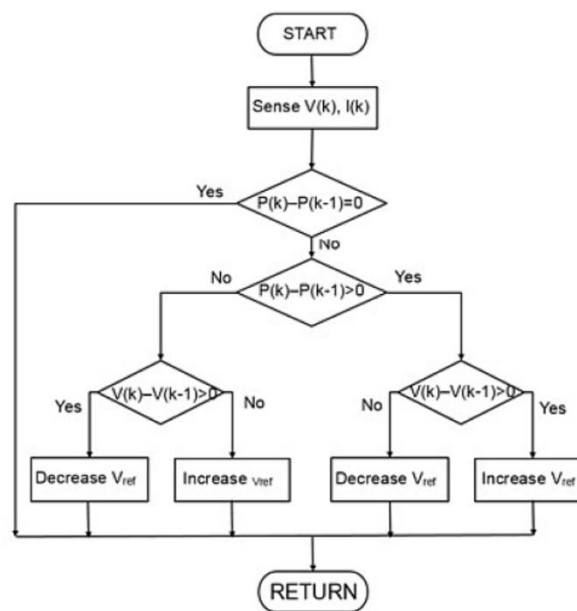 START
Sense V(k), I(k)
Yes
P(k)–P(k-1)=0
No
No
P(k)–P(k-1)>0
Yes
V(k)–V(k-1)>0
Yes
No
V(k)–V(k-1)>0
No
Yes
Decrease Vref
Increase Vref
Decrease Vref
Increase Vref
RETURN